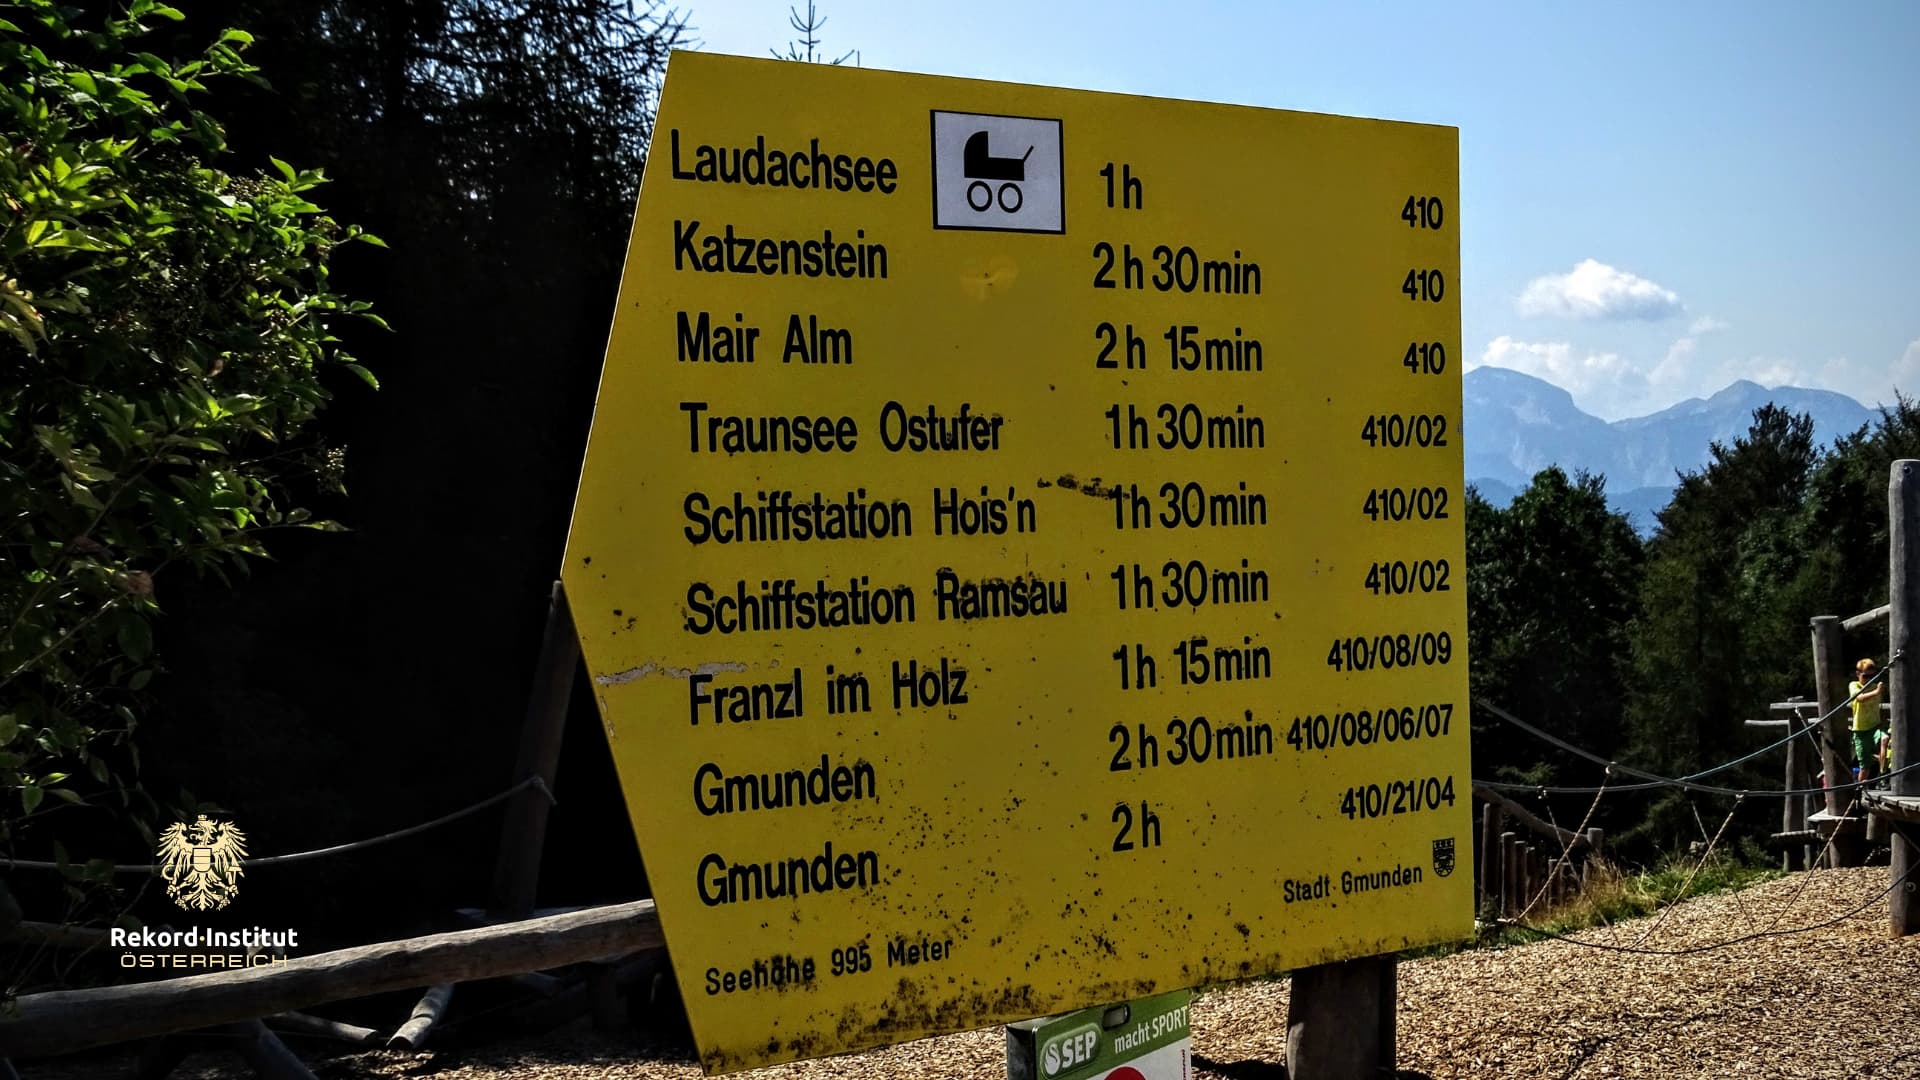 Laudachsee 1h 410
Katzenstein 2h 30min 410
Mair Alm 2h 15min 410
Traunsee Ostufer 1h 30min 410/02
Schiffstation Hois'n 1h 30min 410/02
Schiffstation Ramsau 1h 30min 410/02
Franzl im Holz 1h 15min 410/08/09
Gmunden 2h 30min 410/08/06/07
Gmunden 2h 410/21/04
Stadt Gmunden
Seehöhe 995 Meter
SEP macht SPORT
Rekord·Institut
ÖSTERREICH